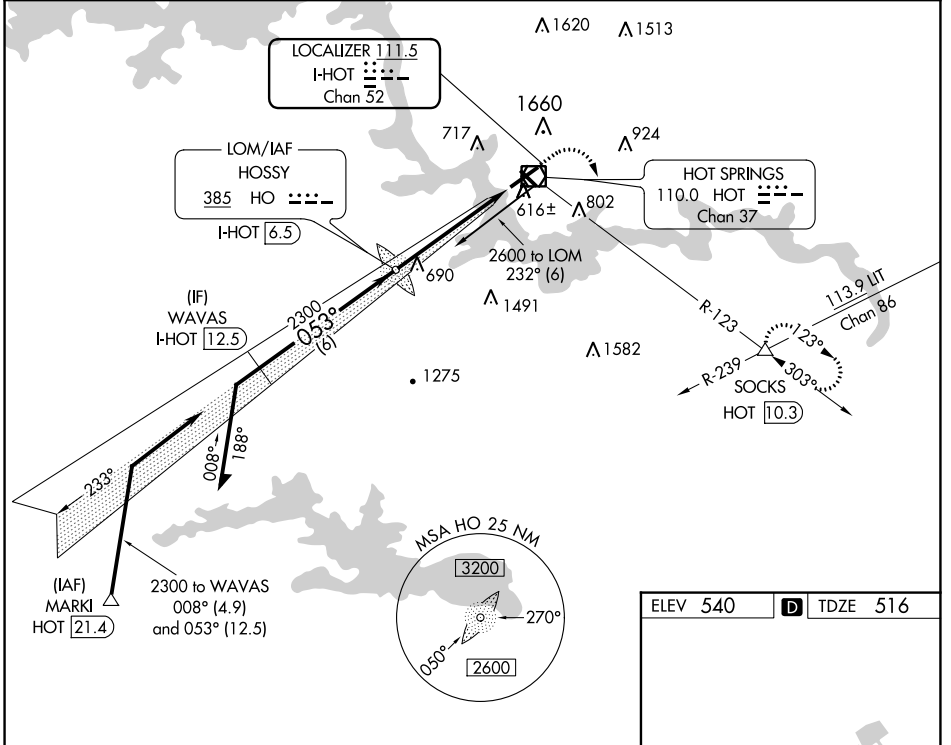 1620
1513
LOCALIZER 111.5
I-HOT
Chan 52
1660
717
924
LOM/IAF
HOSSY
385 HO
I-HOT 6.5
HOT SPRINGS
110.0 HOT
Chan 37
616±
802
2600 to LOM
232° (6)
690
(IF)
WAVAS
I-HOT 12.5
2300
053°
(6)
1491
R-123
113.9 LIT
Chan 86
123°
1582
R-239
303°
SOCKS
HOT 10.3
1275
008°
188°
233°
(IAF)
MARKI
HOT 21.4
2300 to WAVAS
008° (4.9)
and 053° (12.5)
MSA HO 25 NM
3200
270°
050°
2600
ELEV 540 D TDZE 516